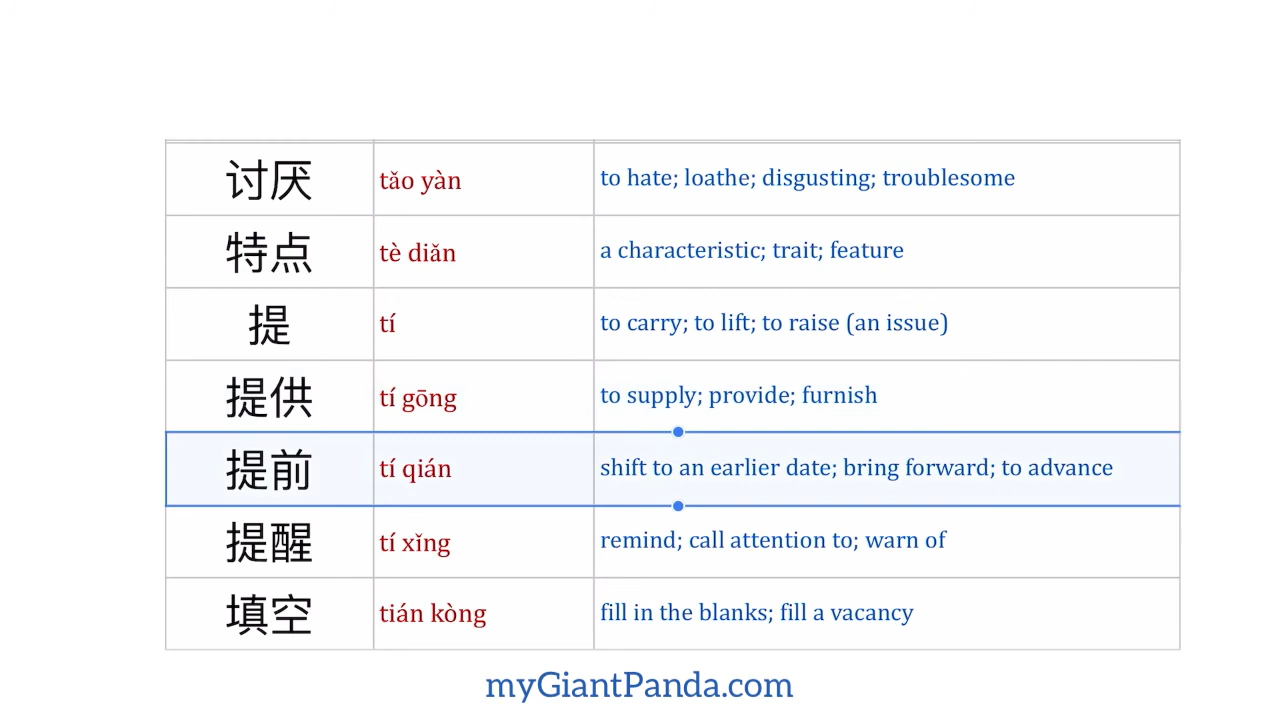 讨厌 tǎo yàn to hate; loathe; disgusting; troublesome
特点 tè diǎn a characteristic; trait; feature
提 tí to carry; to lift; to raise (an issue)
提供 tí gōng to supply; provide; furnish
提前 tí qián shift to an earlier date; bring forward; to advance
提醒 tí xǐng remind; call attention to; warn of
填空 tián kòng fill in the blanks; fill a vacancy
myGiantPanda.com